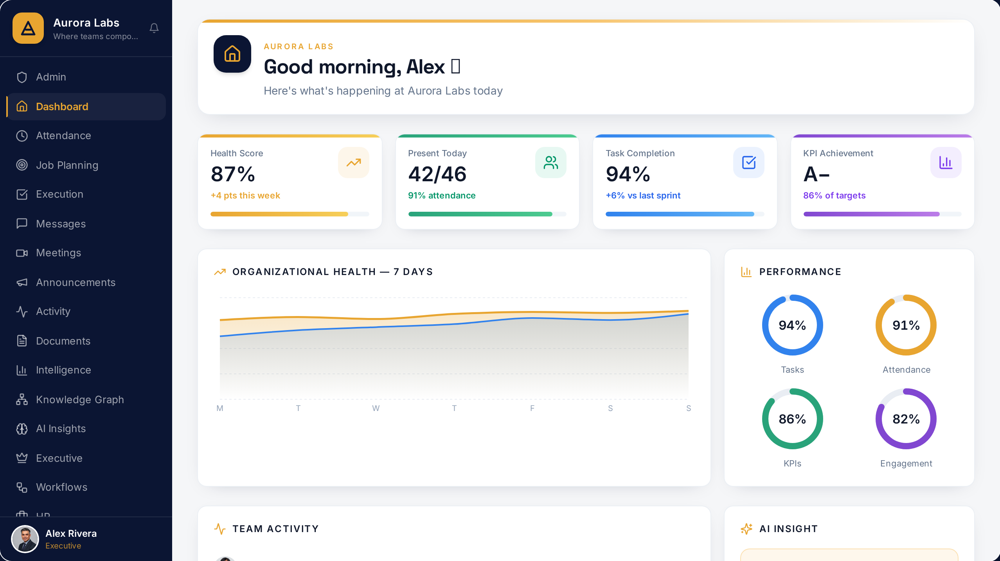 Aurora Labs
Where teams compo...
Admin
Dashboard
Attendance
Job Planning
Execution
Messages
Meetings
Announcements
Activity
Documents
Intelligence
Knowledge Graph
AI Insights
Executive
Workflows
HR
Alex Rivera
Executive
AURORA LABS
Good morning, Alex
Here's what's happening at Aurora Labs today
Health Score
87%
+4 pts this week
Present Today
42/46
91% attendance
Task Completion
94%
+6% vs last sprint
KPI Achievement
A–
86% of targets
ORGANIZATIONAL HEALTH — 7 DAYS
M T W T F S S
PERFORMANCE
94%
Tasks
91%
Attendance
86%
KPIs
82%
Engagement
TEAM ACTIVITY
AI INSIGHT